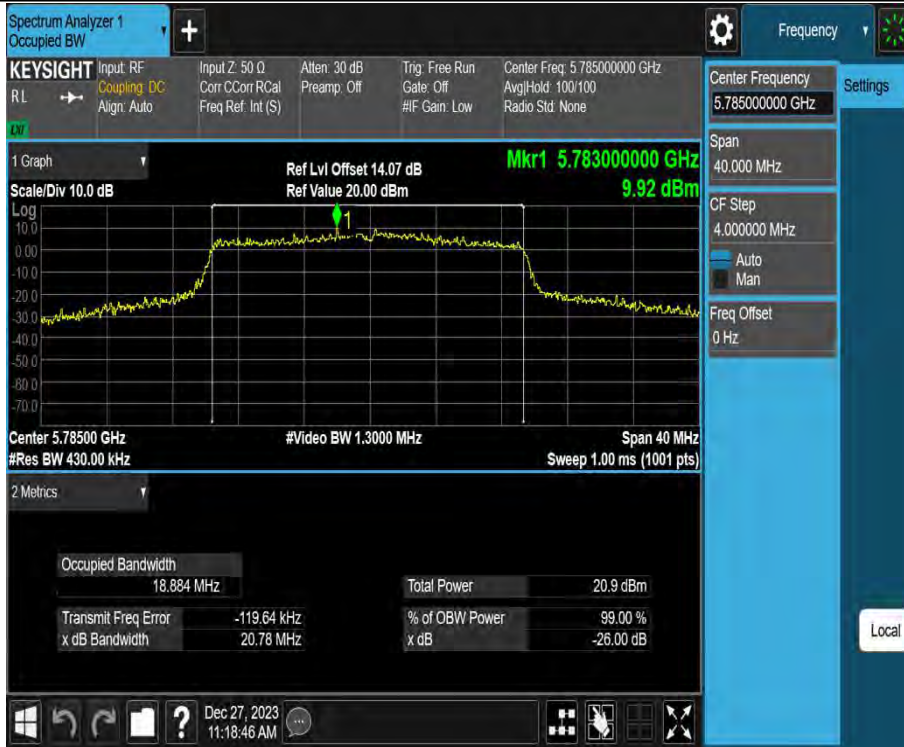 Spectrum Analyzer 1
Occupied BW
+
Frequency
KEYSIGHT
RL
LXI
Input: RF
Coupling: DC
Align: Auto
Input Z: 50 Ω
Corr CCorr RCal
Freq Ref: Int (S)
Atten: 30 dB
Preamp: Off
Trig: Free Run
Gate: Off
#IF Gain: Low
Center Freq: 5.785000000 GHz
Avg|Hold: 100/100
Radio Std: None
Center Frequency
5.785000000 GHz
Settings
Span
40.000 MHz
CF Step
4.000000 MHz
Auto
Man
Freq Offset
0 Hz
Local
1 Graph
Scale/Div 10.0 dB
Ref Lvl Offset 14.07 dB
Ref Value 20.00 dBm
Mkr1 5.783000000 GHz
9.92 dBm
Log
10.0
0.00
-10.0
-20.0
-30.0
-40.0
-50.0
-60.0
-70.0
1
Center 5.78500 GHz
#Video BW 1.3000 MHz
Span 40 MHz
#Res BW 430.00 kHz
Sweep 1.00 ms (1001 pts)
2 Metrics
Occupied Bandwidth
18.884 MHz
Total Power 20.9 dBm
Transmit Freq Error -119.64 kHz
% of OBW Power 99.00 %
x dB Bandwidth 20.78 MHz
x dB -26.00 dB
?
Dec 27, 2023
11:18:46 AM